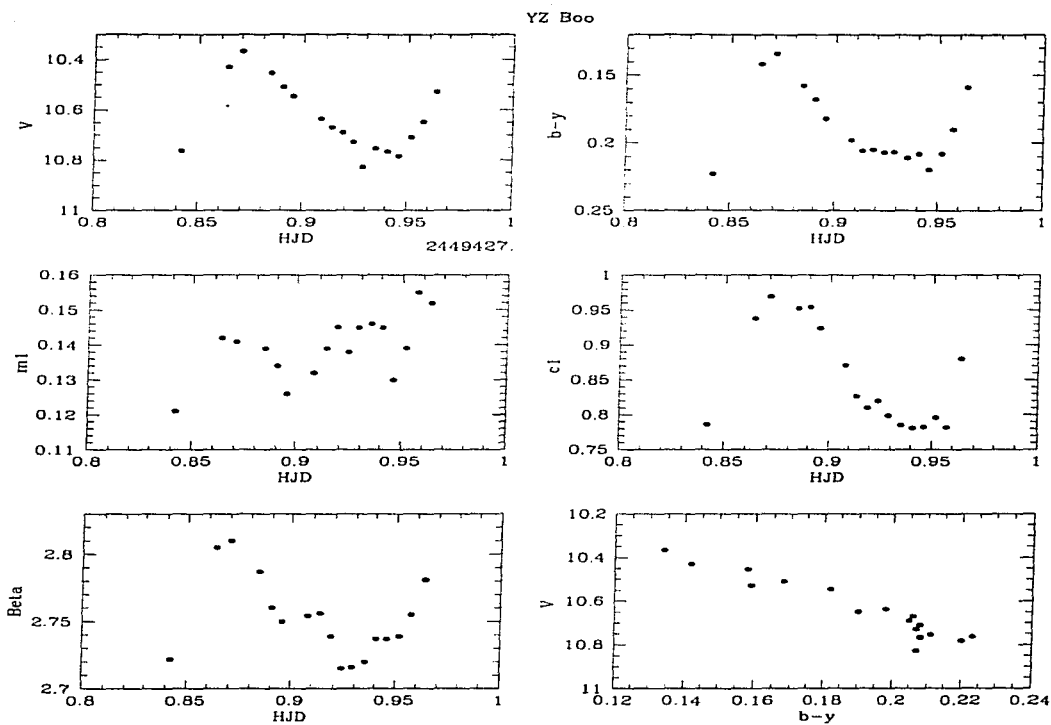 YZ Boo
10.4
10.6
10.8
11
V
0.8 0.85 0.9 0.95 1
HJD
2449427.
0.15
0.2
0.25
b-y
0.8 0.85 0.9 0.95 1
HJD
0.16
0.15
0.14
0.13
0.12
0.11
m1
0.8 0.85 0.9 0.95 1
HJD
1
0.95
0.9
0.85
0.8
0.75
c1
0.8 0.85 0.9 0.95 1
HJD
2.8
2.75
2.7
Beta
0.8 0.85 0.9 0.95 1
HJD
10.2
10.4
10.6
10.8
11
V
0.12 0.14 0.16 0.18 0.2 0.22 0.24
b-y